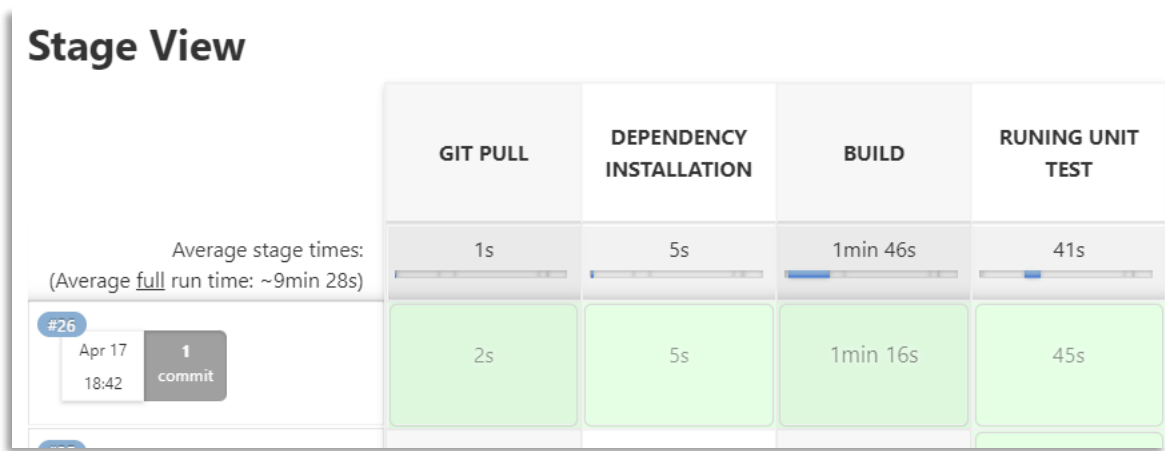 Stage View
GIT PULL
DEPENDENCY
INSTALLATION
BUILD
RUNING UNIT
TEST
Average stage times:
(Average full run time: ~9min 28s)
1s
5s
1min 46s
41s
#26
Apr 17
18:42
1
commit
2s
5s
1min 16s
45s